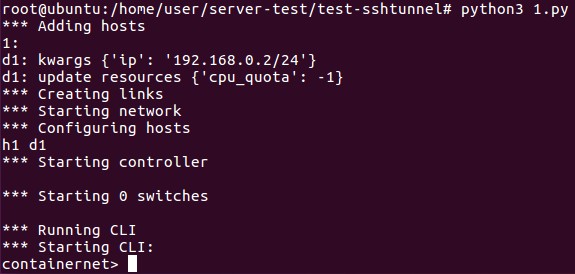 root@ubuntu:/home/user/server-test/test-sshtunnel# python3 1.py
*** Adding hosts
1:
d1: kwargs {'ip': '192.168.0.2/24'}
d1: update resources {'cpu_quota': -1}
*** Creating links
*** Starting network
*** Configuring hosts
h1 d1
*** Starting controller
*** Starting 0 switches
*** Running CLI
*** Starting CLI:
containernet>